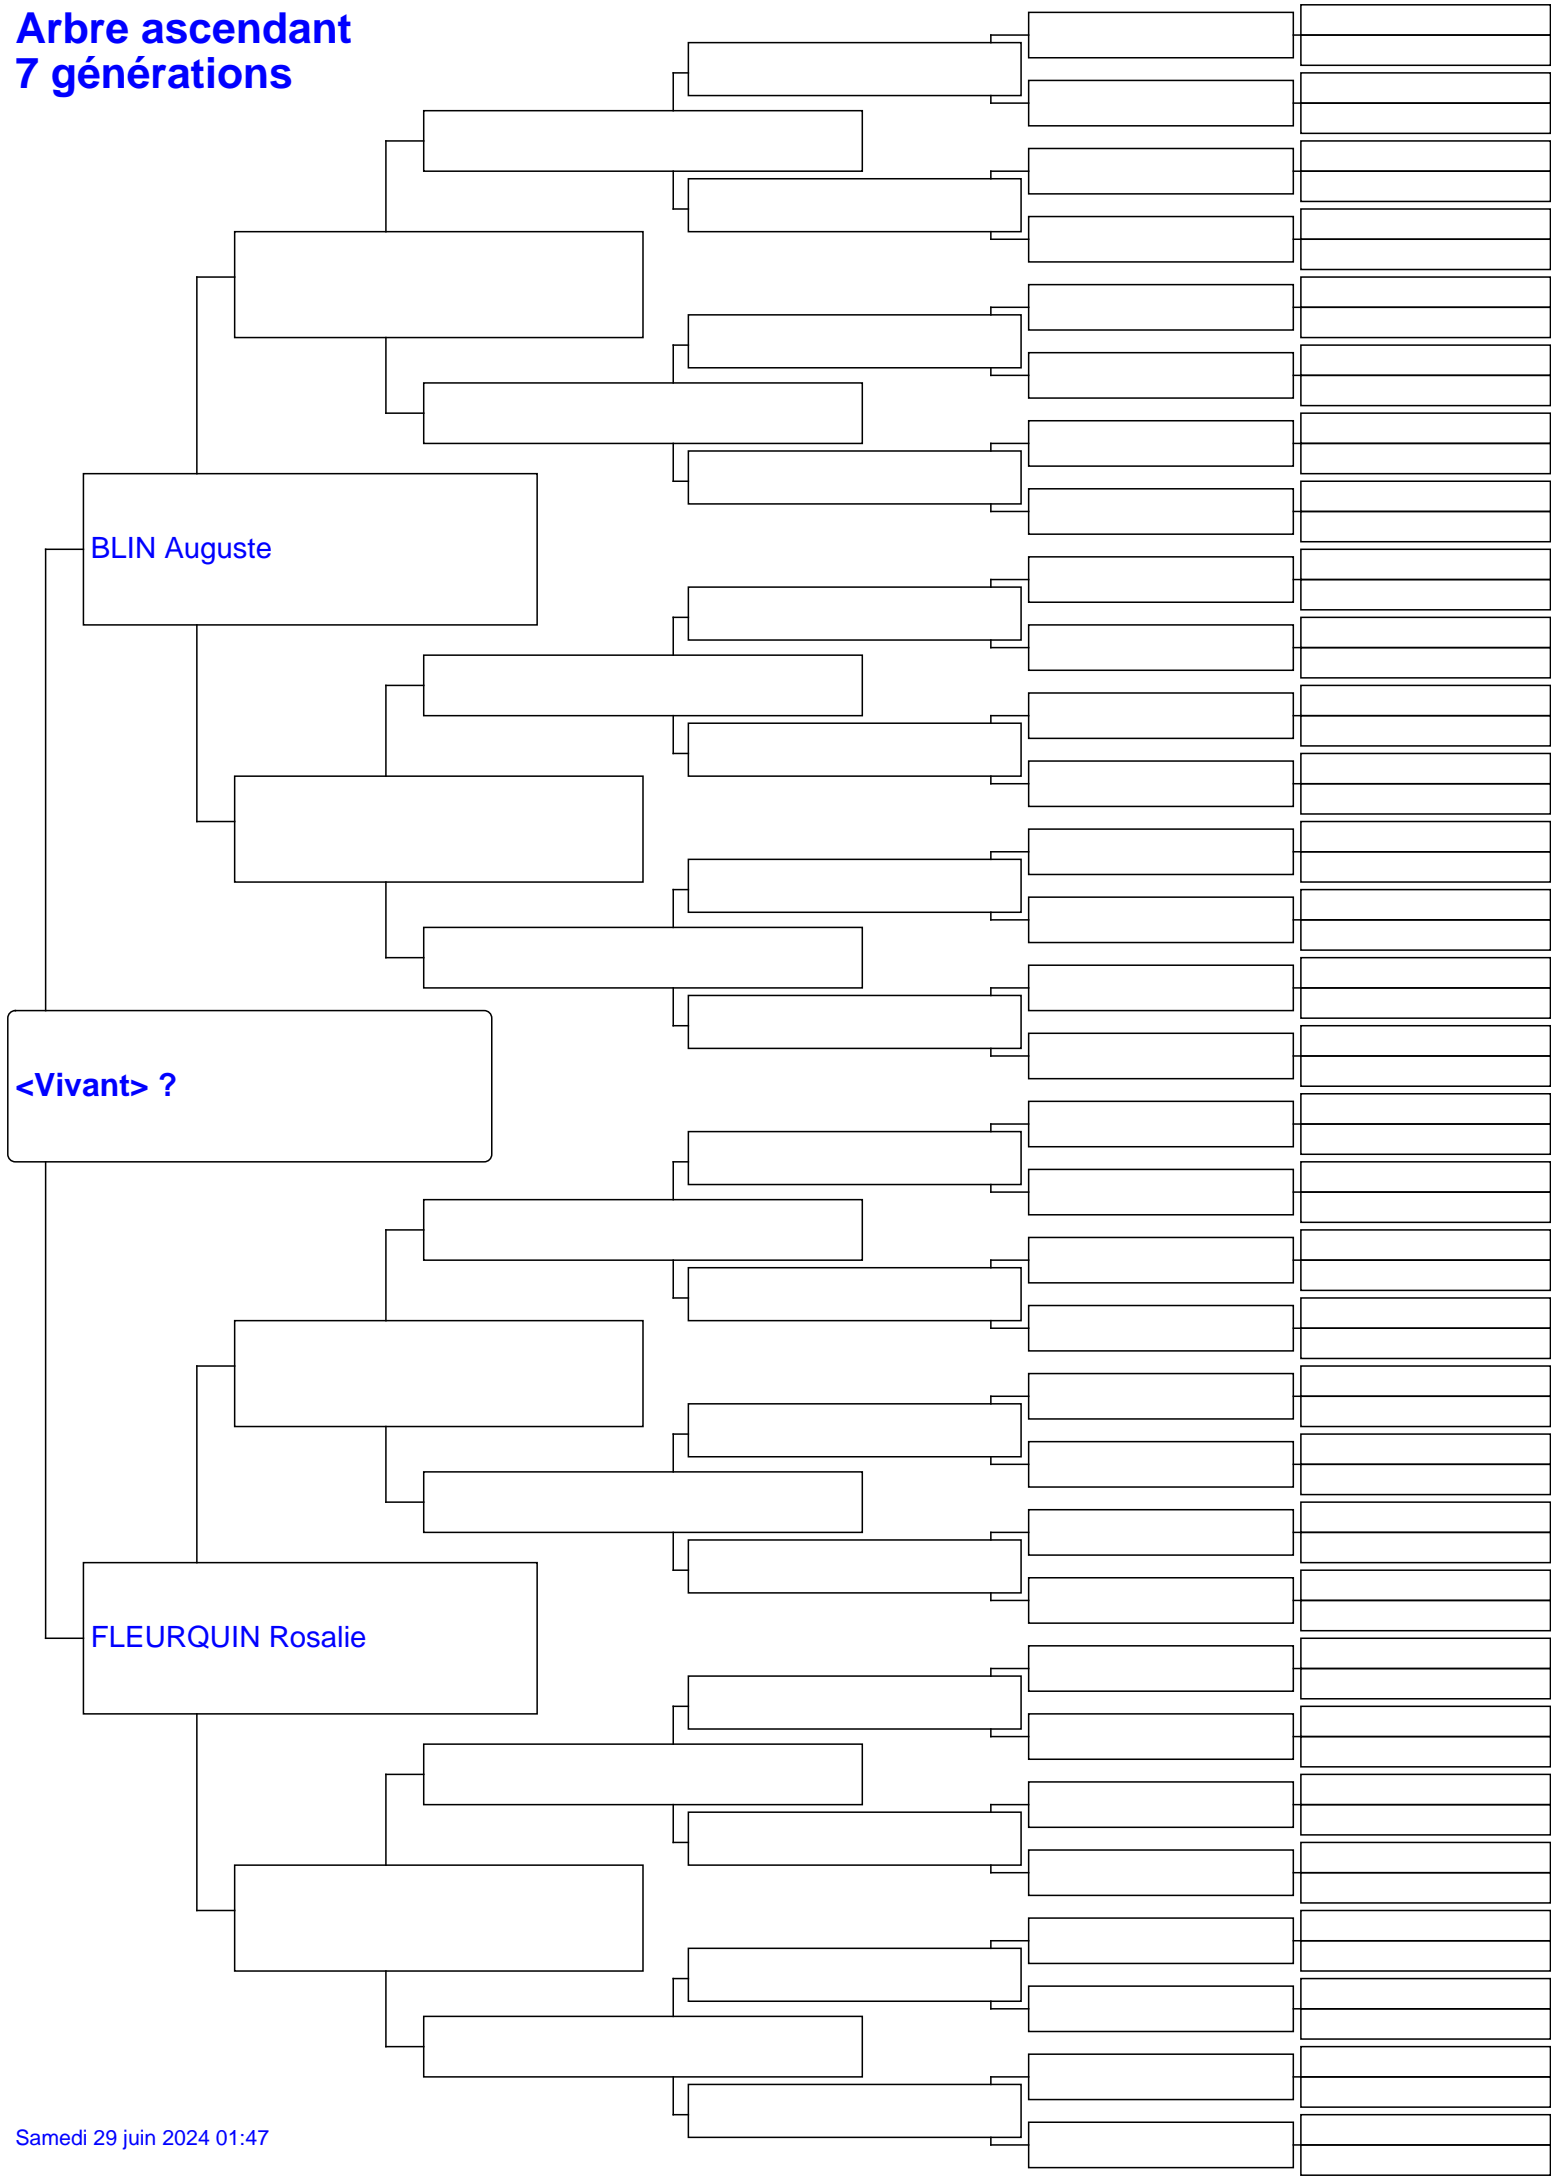 Arbre ascendant
7 générations
BLIN Auguste
<Vivant> ?
FLEURQUIN Rosalie
Samedi 29 juin 2024 01:47